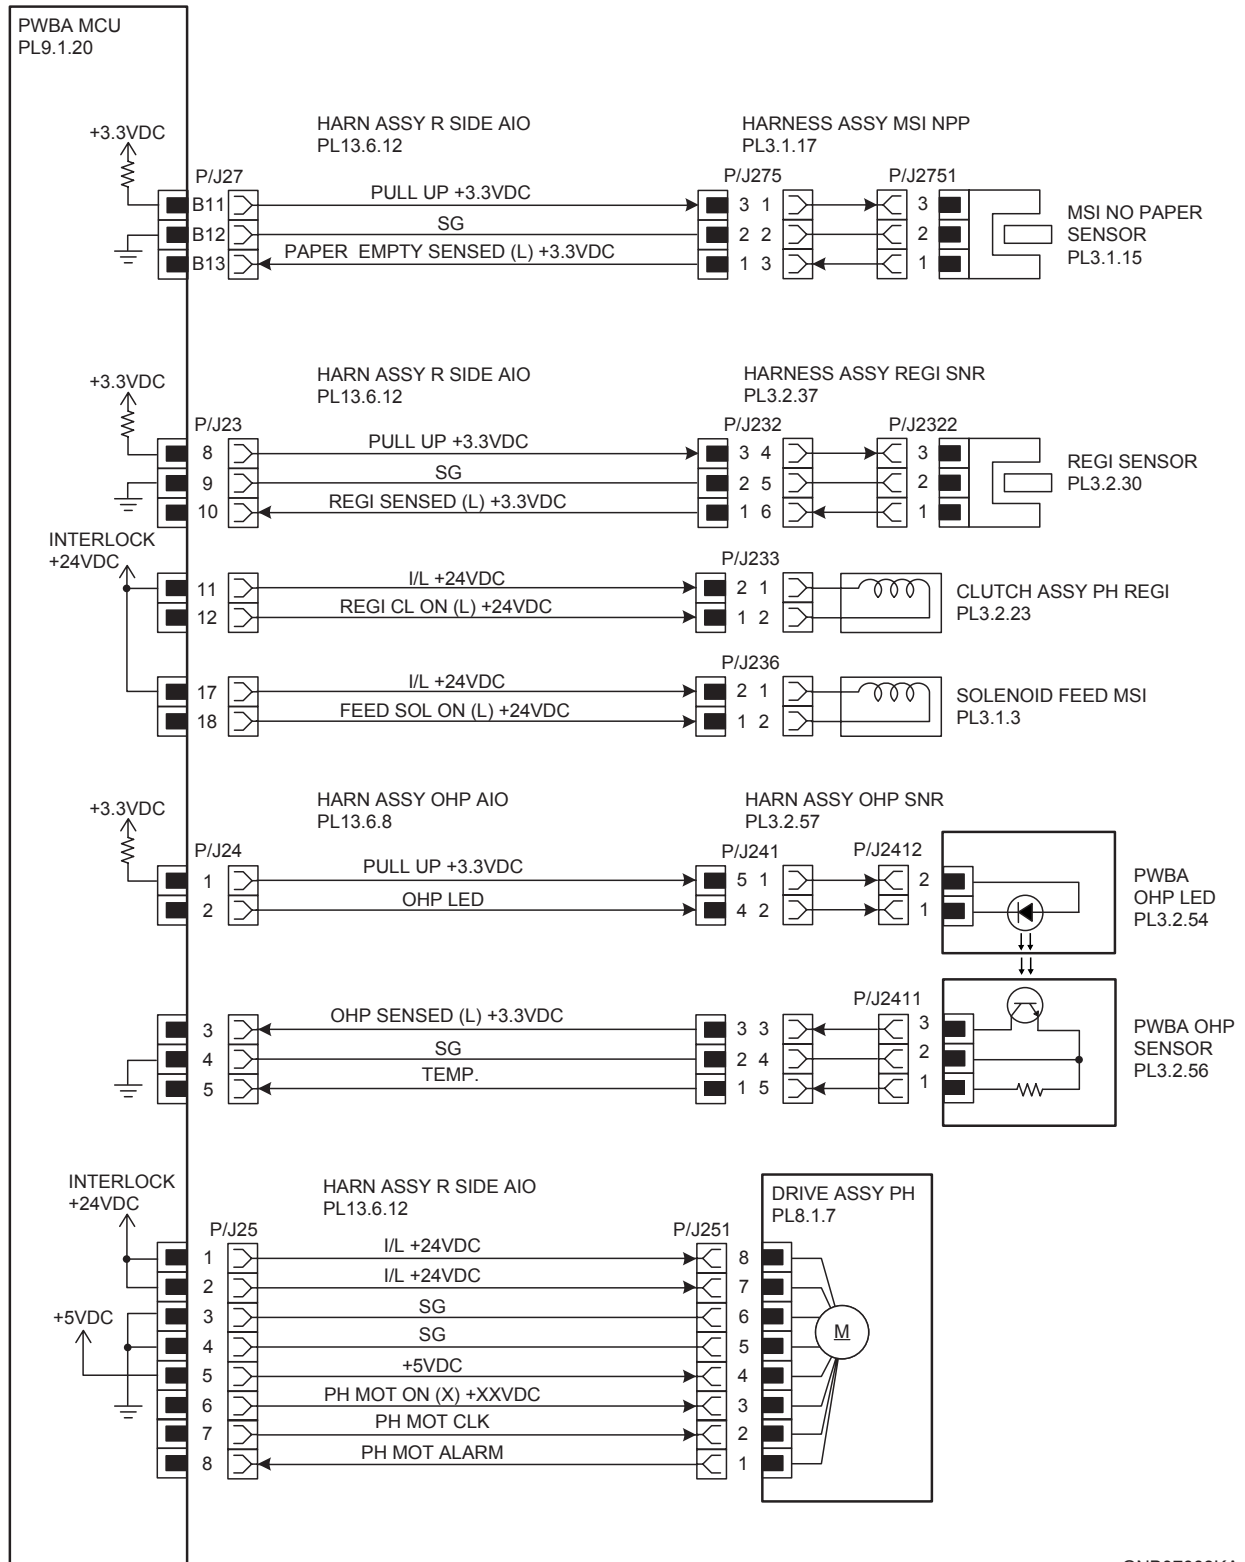 PWBA MCU
PL9.1.20
+3.3VDC
HARN ASSY R SIDE AIO
PL13.6.12
HARNESS ASSY MSI NPP
PL3.1.17
P/J27
P/J275
P/J2751
B11 PULL UP +3.3VDC 3 1 3
B12 SG 2 2 2
B13 PAPER EMPTY SENSED (L) +3.3VDC 1 3 1
MSI NO PAPER
SENSOR
PL3.1.15
+3.3VDC
HARN ASSY R SIDE AIO
PL13.6.12
HARNESS ASSY REGI SNR
PL3.2.37
P/J23
P/J232
P/J2322
8 PULL UP +3.3VDC 3 4 3
9 SG 2 5 2
10 REGI SENSED (L) +3.3VDC 1 6 1
REGI SENSOR
PL3.2.30
INTERLOCK
+24VDC
P/J233
11 I/L +24VDC 2 1
12 REGI CL ON (L) +24VDC 1 2
CLUTCH ASSY PH REGI
PL3.2.23
P/J236
17 I/L +24VDC 2 1
18 FEED SOL ON (L) +24VDC 1 2
SOLENOID FEED MSI
PL3.1.3
+3.3VDC
HARN ASSY OHP AIO
PL13.6.8
HARN ASSY OHP SNR
PL3.2.57
P/J24
P/J241
P/J2412
1 PULL UP +3.3VDC 5 1 2
2 OHP LED 4 2 1
PWBA
OHP LED
PL3.2.54
P/J2411
3 OHP SENSED (L) +3.3VDC 3 3 3
4 SG 2 4 2
5 TEMP. 1 5 1
PWBA OHP
SENSOR
PL3.2.56
INTERLOCK
+24VDC
+5VDC
HARN ASSY R SIDE AIO
PL13.6.12
DRIVE ASSY PH
PL8.1.7
P/J25
P/J251
1 I/L +24VDC 8
2 I/L +24VDC 7
3 SG 6
4 SG 5
5 +5VDC 4
6 PH MOT ON (X) +XXVDC 3
7 PH MOT CLK 2
8 PH MOT ALARM 1
M